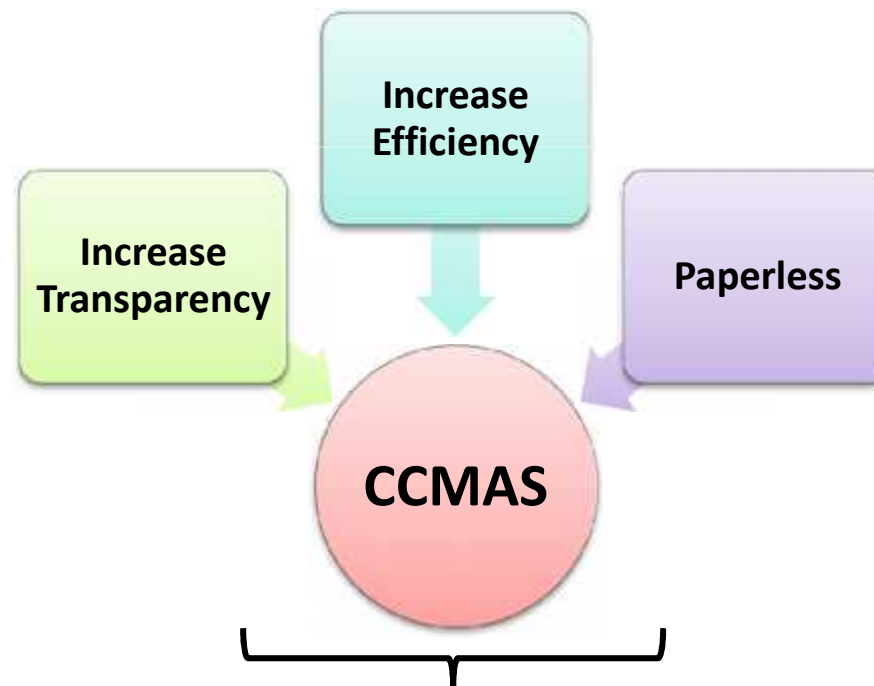 Increase
Efficiency
Increase
Transparency
Paperless
CCMAS